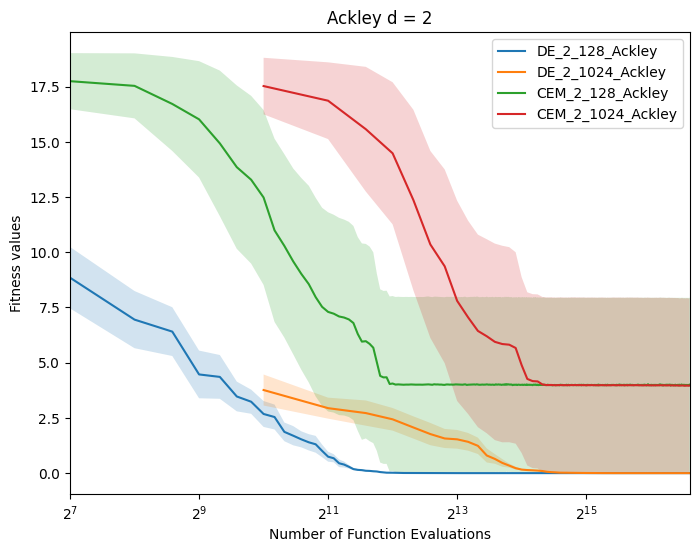 Ackley d = 2
DE_2_128_Ackley
DE_2_1024_Ackley
CEM_2_128_Ackley
CEM_2_1024_Ackley
Fitness values
17.5
15.0
12.5
10.0
7.5
5.0
2.5
0.0
2^7 2^9 2^11 2^13 2^15
Number of Function Evaluations